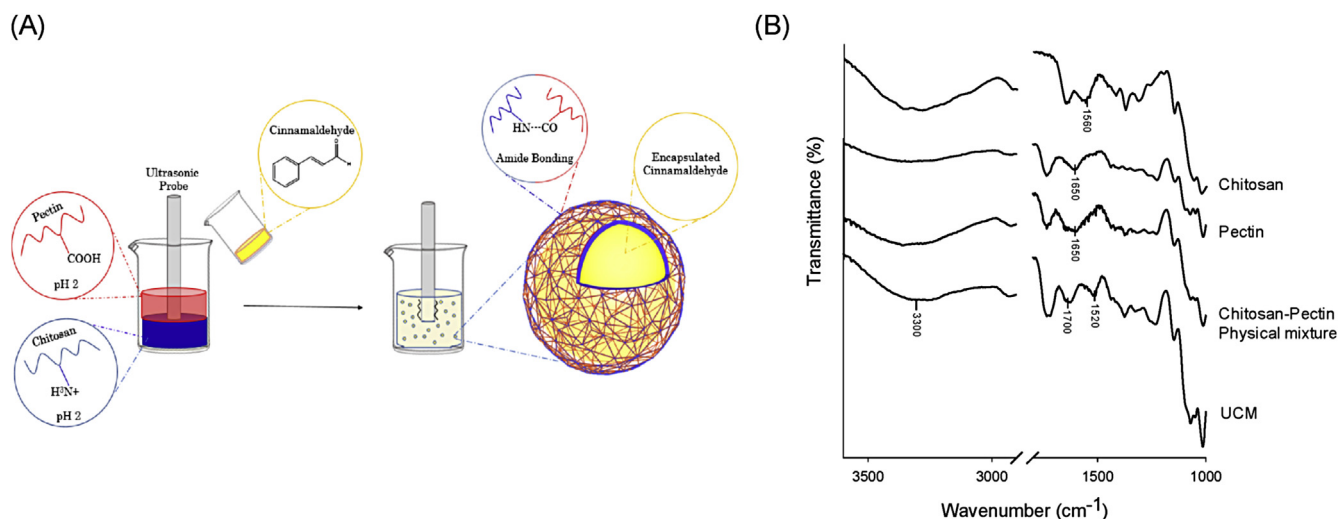 (A)
Cinnamaldehyde
O
H
Ultrasonic
Probe
Pectin
COOH
pH 2
Chitosan
H³N+
pH 2
HN---CO
Amide Bonding
Encapsulated
Cinnamaldehyde
(B)
Transmittance (%)
1560
1650
Chitosan
1650
Pectin
3300
1700
1520
Chitosan-Pectin
Physical mixture
UCM
3500
3000
1500
1000
Wavenumber (cm⁻¹)